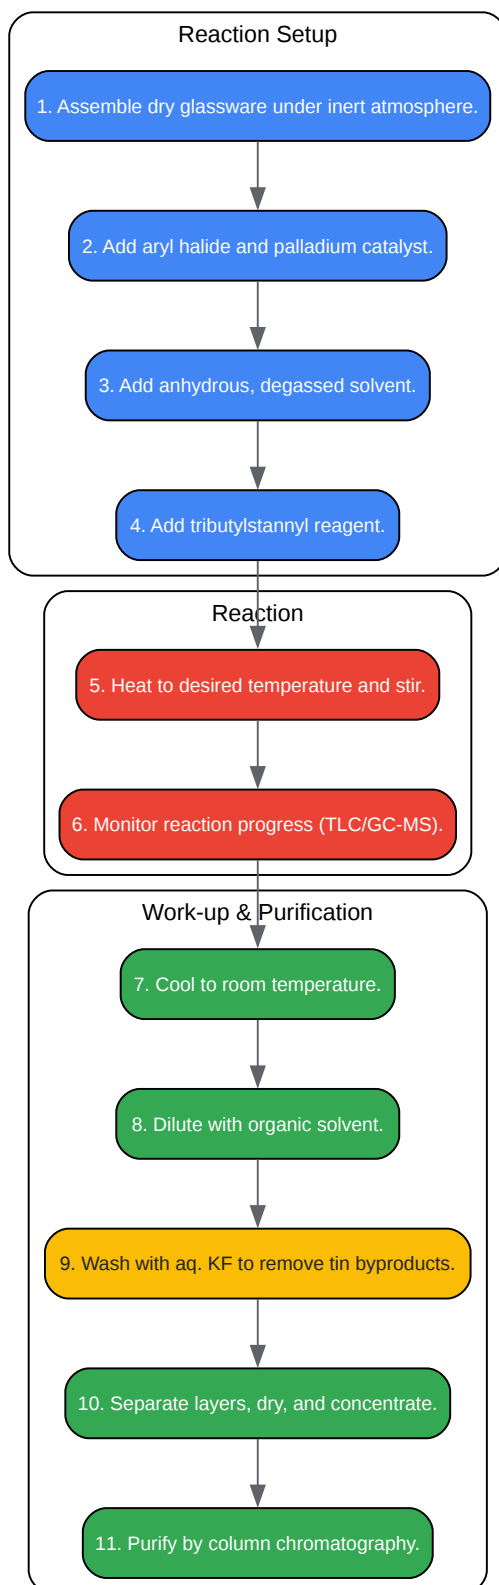 Reaction Setup
1. Assemble dry glassware under inert atmosphere.
2. Add aryl halide and palladium catalyst.
3. Add anhydrous, degassed solvent.
4. Add tributylstannyl reagent.
Reaction
5. Heat to desired temperature and stir.
6. Monitor reaction progress (TLC/GC-MS).
Work-up & Purification
7. Cool to room temperature.
8. Dilute with organic solvent.
9. Wash with aq. KF to remove tin byproducts.
10. Separate layers, dry, and concentrate.
11. Purify by column chromatography.